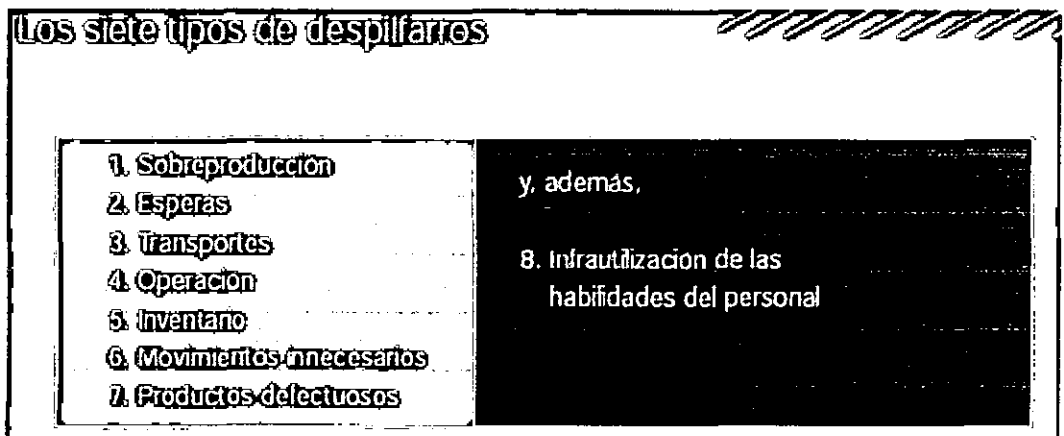 Los siete tipos de despilfarros
1. Sobreproducción
2. Esperas
3. Transportes
4. Operación
5. Inventario
6. Movimientos innecesarios
7. Productos defectuosos
y, además,
8. Infrautilización de las
habilidades del personal